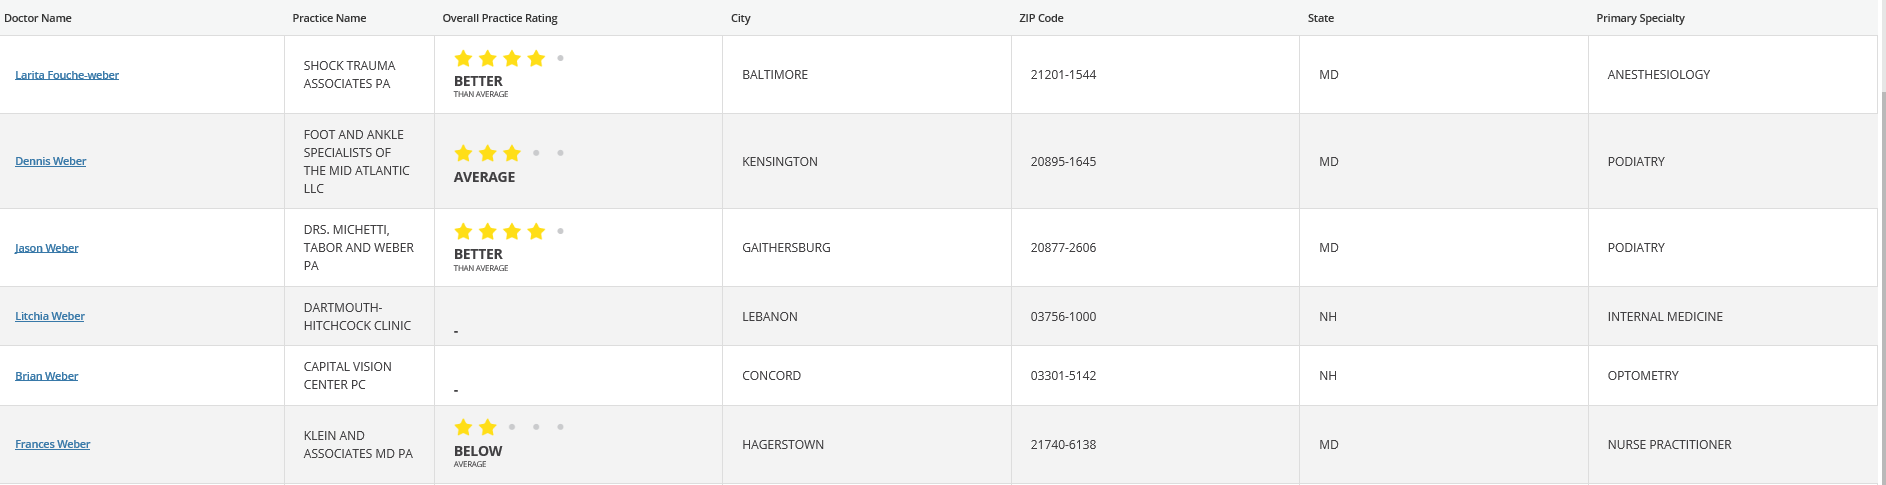 Doctor Name Practice Name Overall Practice Rating City ZIP Code State Primary Specialty
Larita Fouche-weber
SHOCK TRAUMA
ASSOCIATES PA
BETTER
THAN AVERAGE
BALTIMORE
21201-1544
MD
ANESTHESIOLOGY
Dennis Weber
FOOT AND ANKLE
SPECIALISTS OF
THE MID ATLANTIC
LLC
AVERAGE
KENSINGTON
20895-1645
MD
PODIATRY
Jason Weber
DRS. MICHETTI,
TABOR AND WEBER
PA
BETTER
THAN AVERAGE
GAITHERSBURG
20877-2606
MD
PODIATRY
Litchia Weber
DARTMOUTH-
HITCHCOCK CLINIC
-
LEBANON
03756-1000
NH
INTERNAL MEDICINE
Brian Weber
CAPITAL VISION
CENTER PC
-
CONCORD
03301-5142
NH
OPTOMETRY
Frances Weber
KLEIN AND
ASSOCIATES MD PA
BELOW
AVERAGE
HAGERSTOWN
21740-6138
MD
NURSE PRACTITIONER